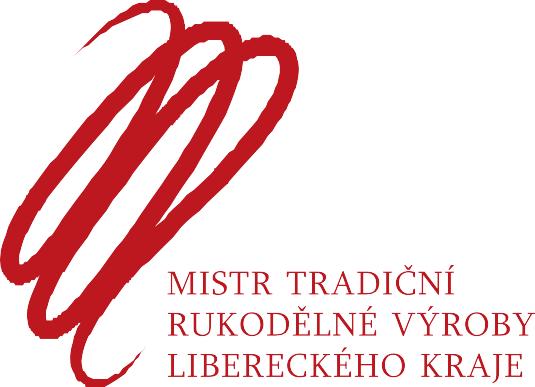 MISTR TRADIČNÍ
RUKODĚLNÉ VÝROBY
LIBERECKÉHO KRAJE